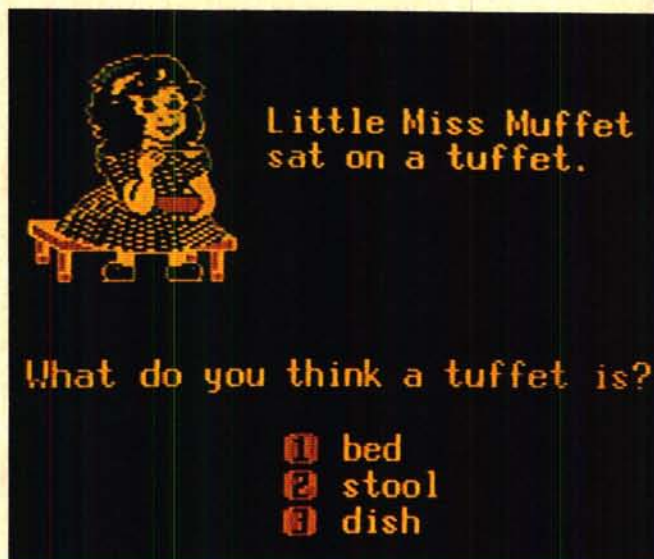 Little Miss Muffet
sat on a tuffet.
What do you think a tuffet is?
1 bed
2 stool
3 dish